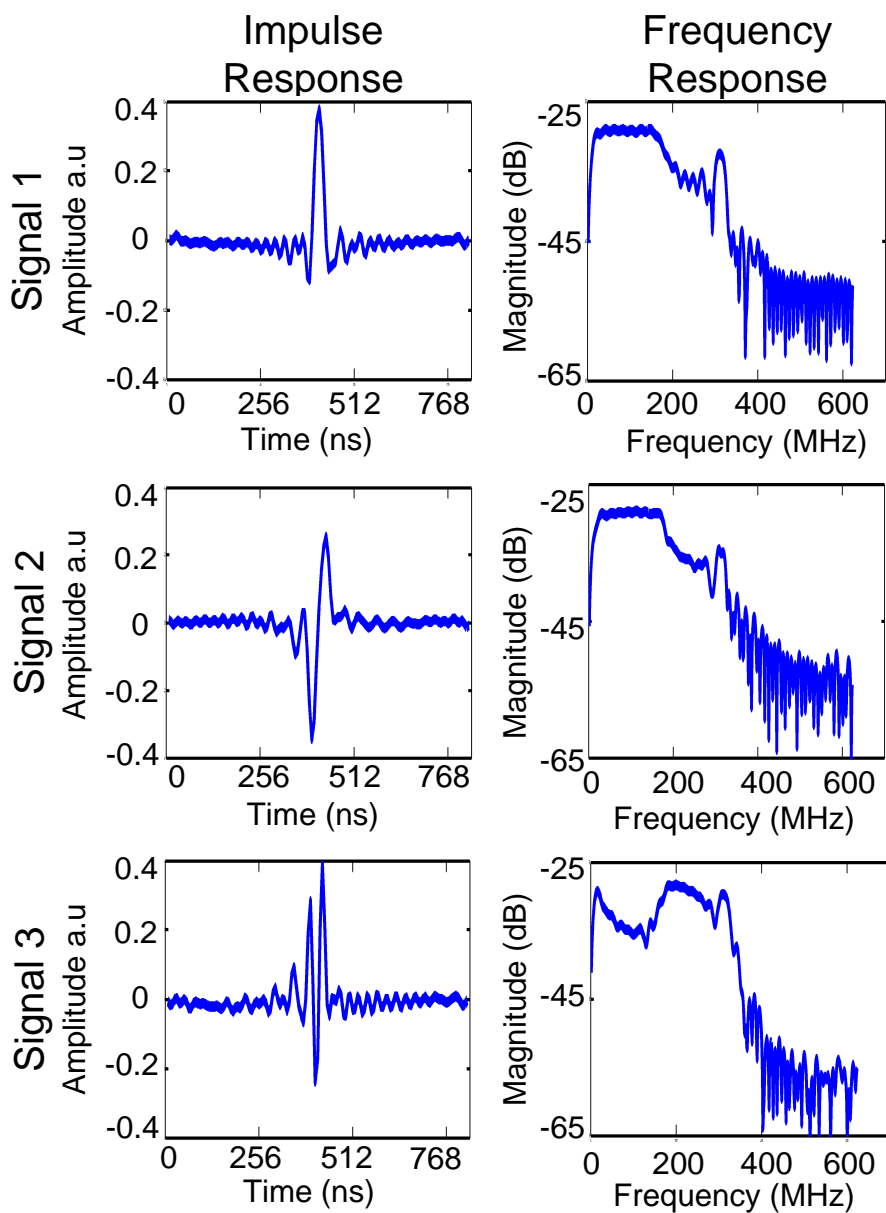 Impulse
Response
Frequency
Response
Signal 1
Amplitude a.u
0.4
0.2
0
-0.2
-0.4
0 256 512 768
Time (ns)
Magnitude (dB)
-25
-45
-65
0 200 400 600
Frequency (MHz)
Signal 2
Amplitude a.u
0.4
0.2
0
-0.2
-0.4
0 256 512 768
Time (ns)
Magnitude (dB)
-25
-45
-65
0 200 400 600
Frequency (MHz)
Signal 3
Amplitude a.u
0.4
0.2
0
-0.2
-0.4
0 256 512 768
Time (ns)
Magnitude (dB)
-25
-45
-65
0 200 400 600
Frequency (MHz)